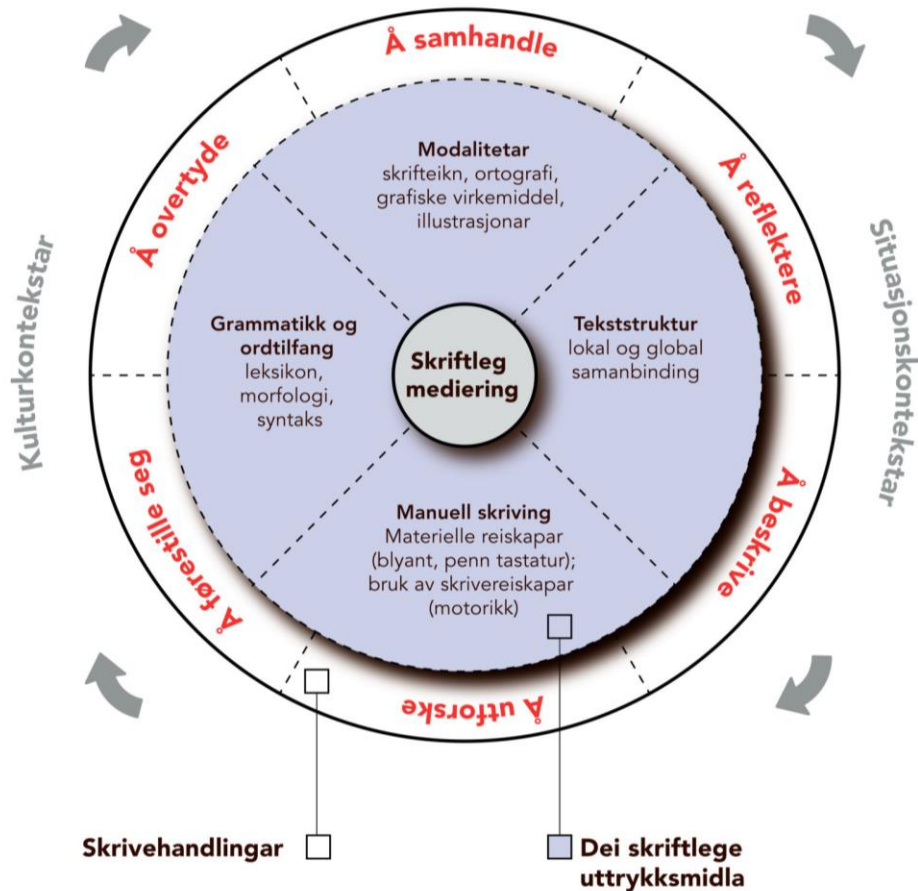 Å samhandle
Å overtyde
Å reflektere
Modalitetar
skrifteikn, ortografi,
grafiske virkemiddel,
illustrasjonar
Kulturkontekstar
Situasjonskontekstar
Grammatikk og
ordtilfang
leksikon,
morfologi,
syntaks
Skriftleg
mediering
Tekststruktur
lokal og global
samanbinding
Manuell skriving
Materielle reiskapar
(blyant, penn tastatur);
bruk av skrivereiskapar
(motorikk)
Å førestille seg
Å beskrive
Å utforske
Skrivehandlingar
Dei skriftlege
uttrykksmidla